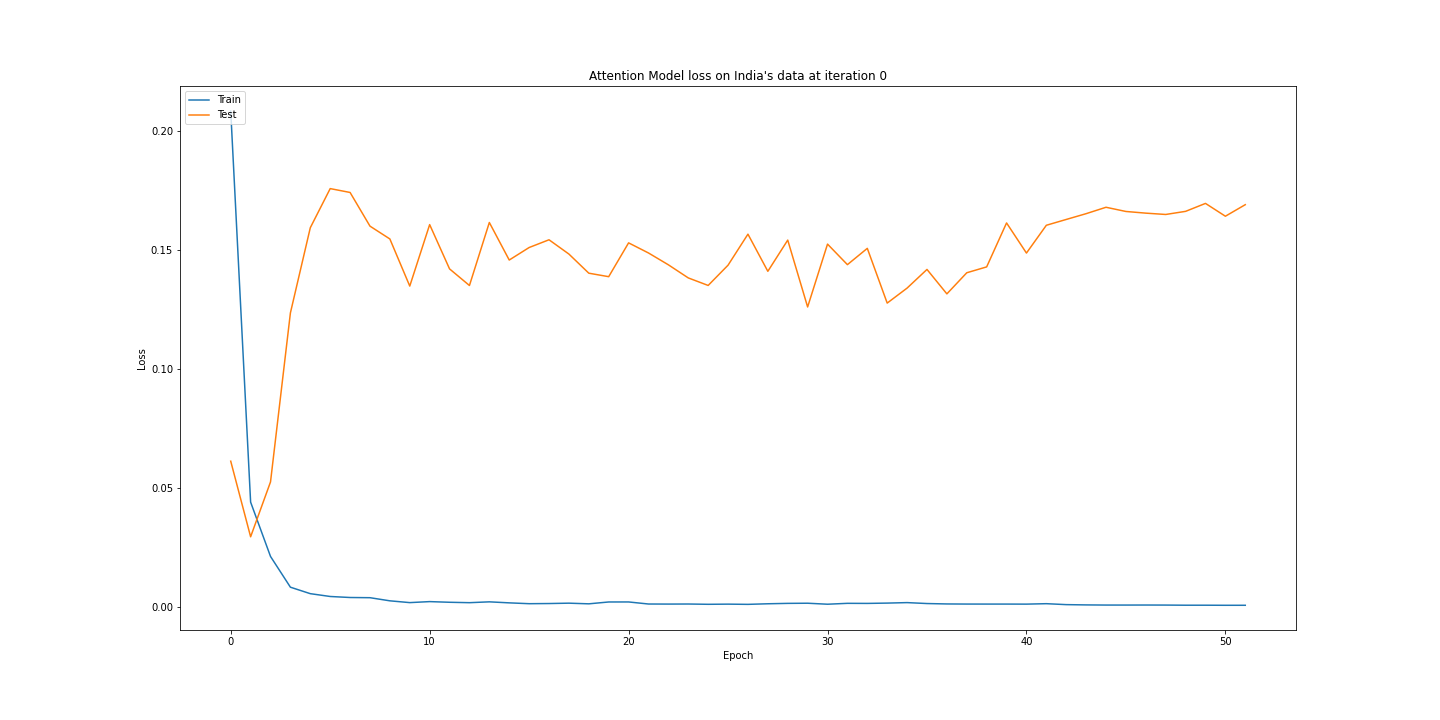 Attention Model loss on India's data at iteration 0
Train
Test
0.20
0.15
0.10
0.05
0.00
Loss
0 10 20 30 40 50
Epoch